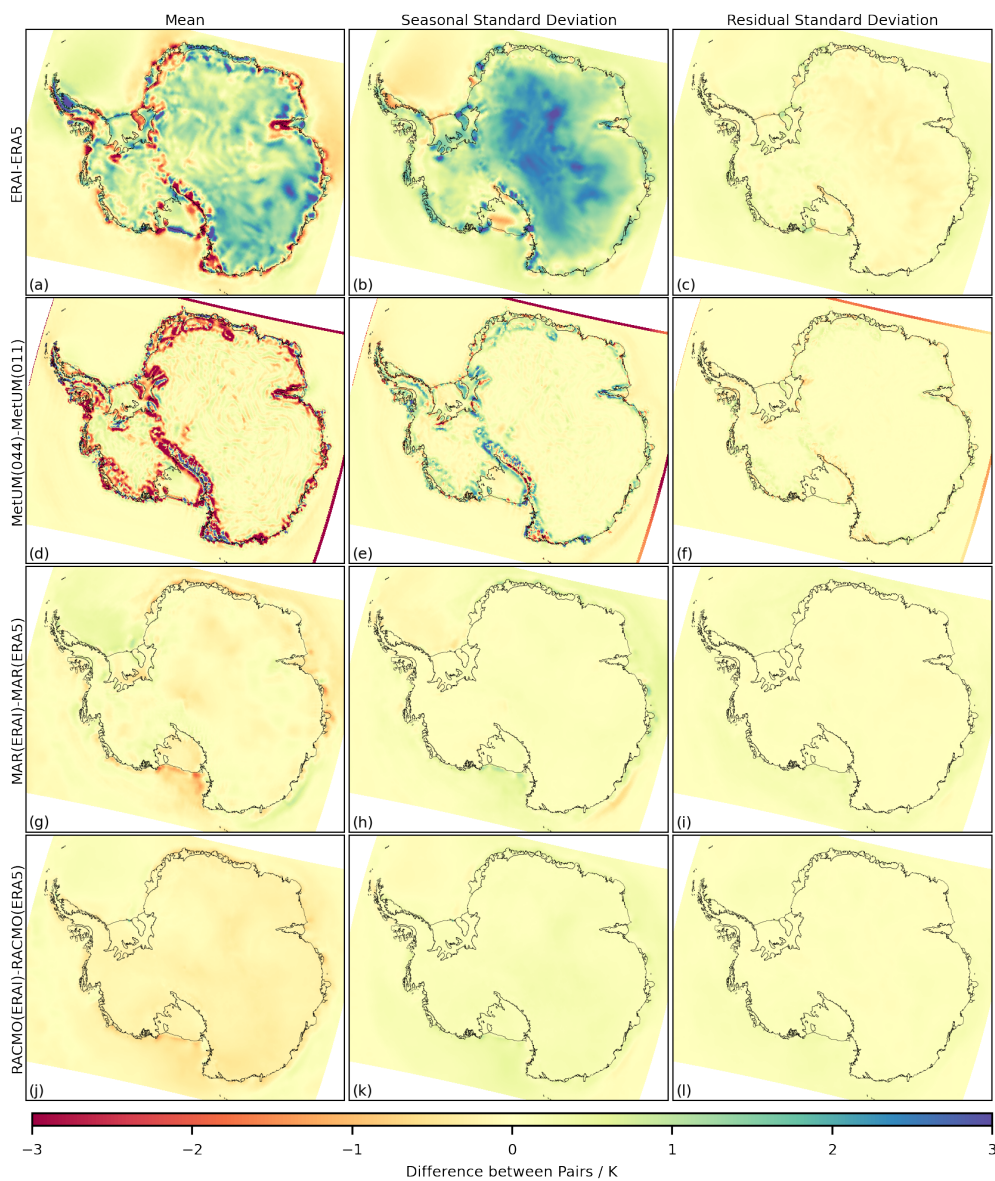 Mean
Seasonal Standard Deviation
Residual Standard Deviation
ERAI-ERA5
(a)
(b)
(c)
MetUM(044)-MetUM(011)
(d)
(e)
(f)
MAR(ERAI)-MAR(ERA5)
(g)
(h)
(i)
RACMO(ERAI)-RACMO(ERA5)
(j)
(k)
(l)
−3 −2 −1 0 1 2 3
Difference between Pairs / K